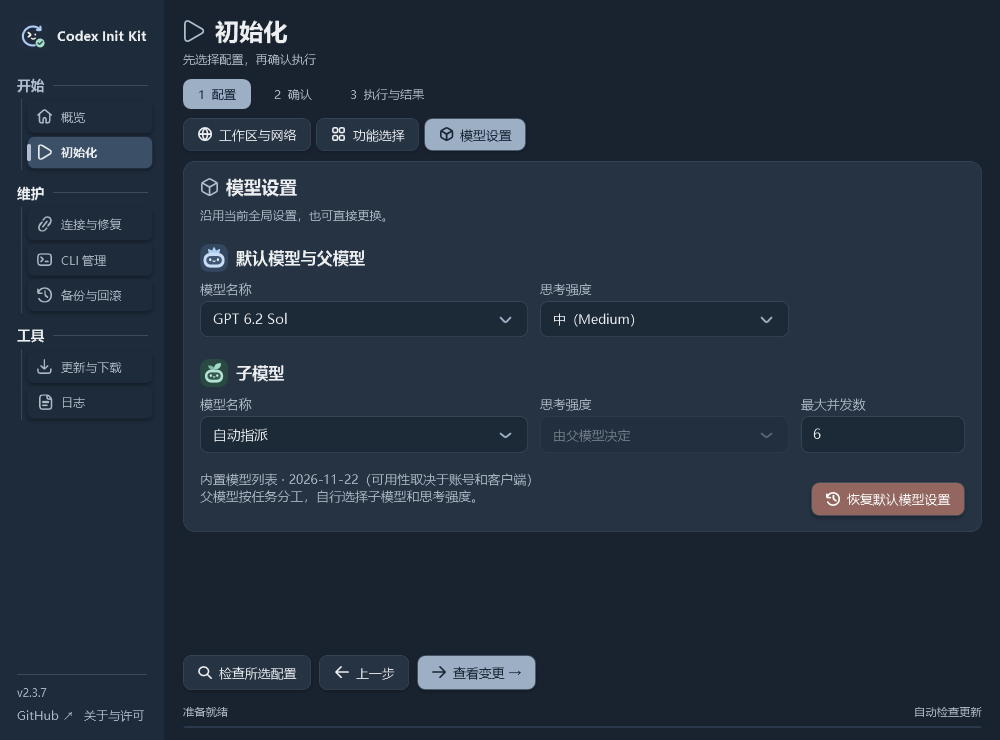 Codex Init Kit
开始
概览
初始化
维护
连接与修复
CLI 管理
备份与回滚
工具
更新与下载
日志
v2.3.7
GitHub ↗ 关于与许可
初始化
先选择配置，再确认执行
1 配置 2 确认 3 执行与结果
工作区与网络 功能选择 模型设置
模型设置
沿用当前全局设置，也可直接更换。
默认模型与父模型
模型名称 思考强度
GPT 6.2 Sol 中 (Medium)
子模型
模型名称 思考强度 最大并发数
自动指派 由父模型决定 6
内置模型列表 · 2026-11-22（可用性取决于账号和客户端）
父模型按任务分工，自行选择子模型和思考强度。
恢复默认模型设置
检查所选配置 上一步 查看变更 →
准备就绪 自动检查更新